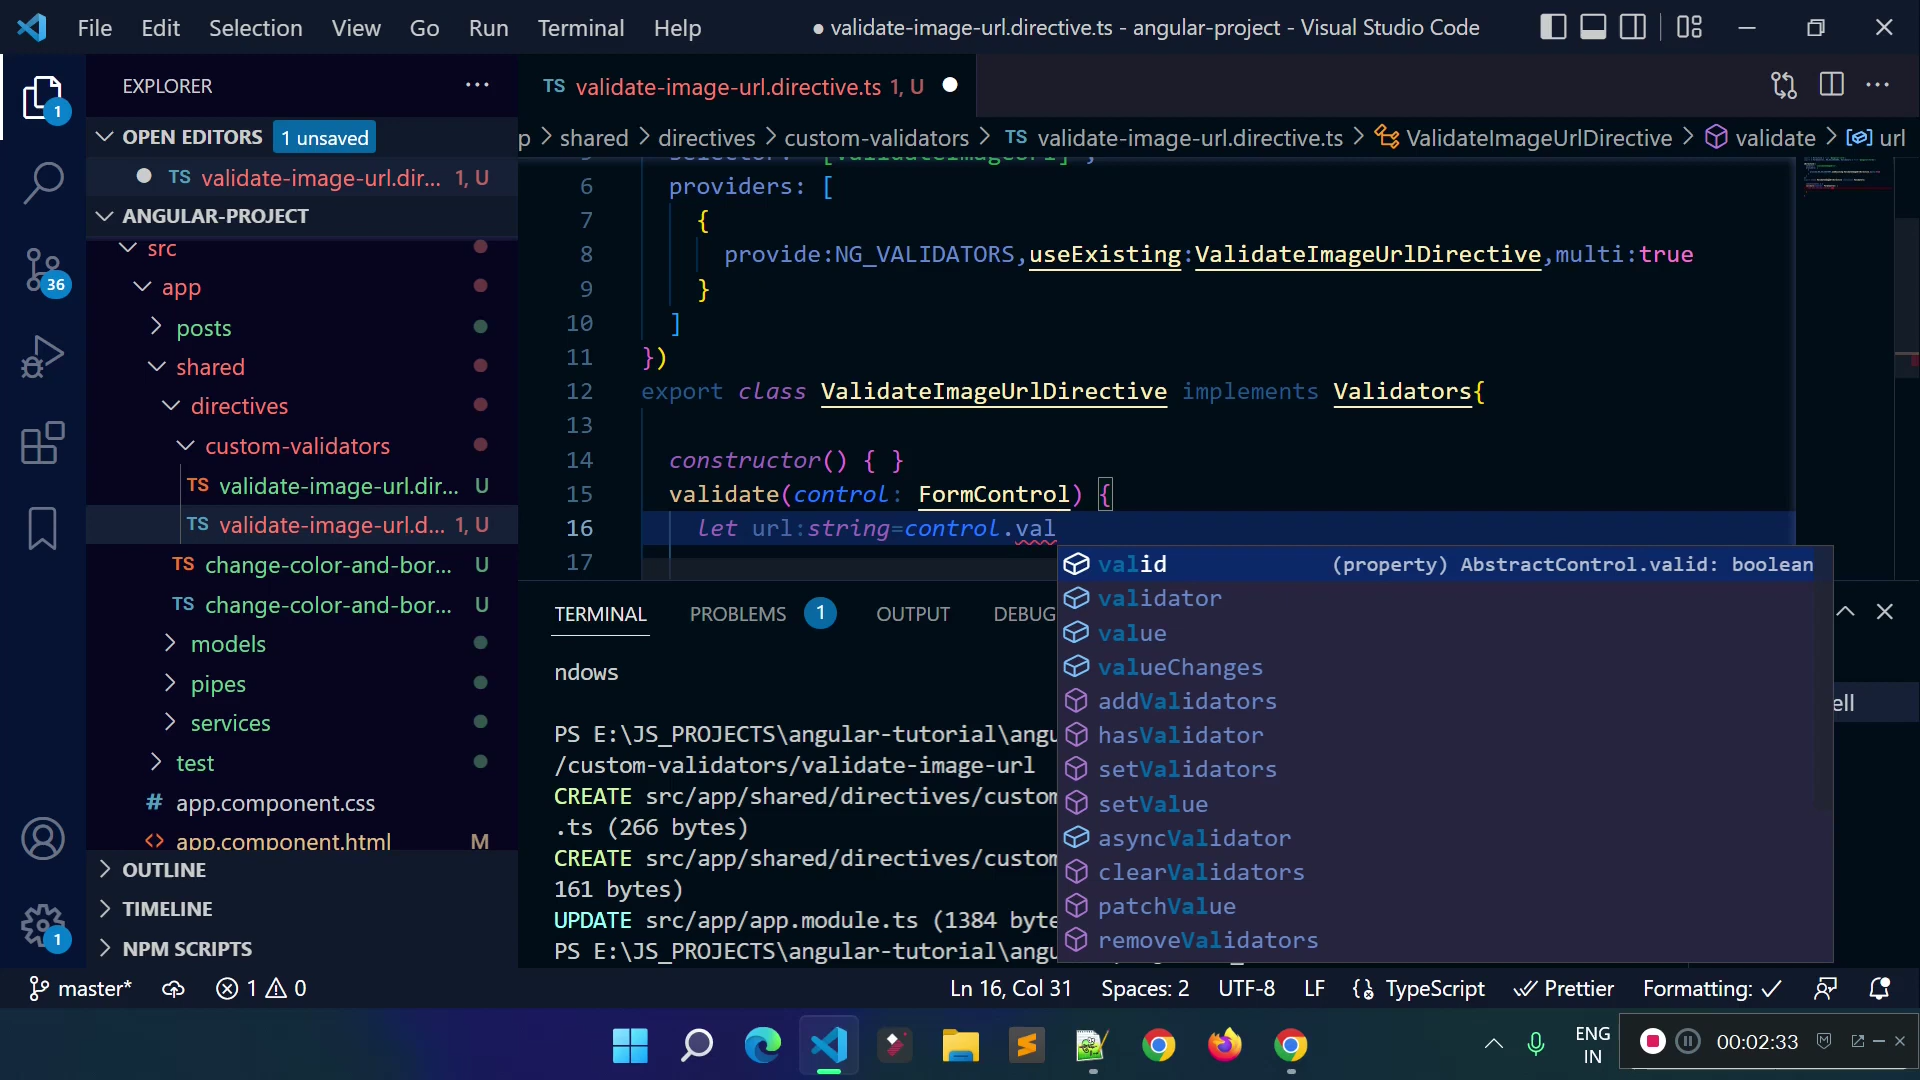 File Edit Selection View Go Run Terminal Help
● validate-image-url.directive.ts - angular-project - Visual Studio Code
EXPLORER
TS validate-image-url.directive.ts 1, U
OPEN EDITORS 1 unsaved
p > shared > directives > custom-validators > TS validate-image-url.directive.ts > ValidateImageUrlDirective > validate > url
TS validate-image-url.dir... 1, U
ANGULAR-PROJECT
src
app
posts
shared
directives
custom-validators
TS validate-image-url.dir... U
TS validate-image-url.d... 1, U
TS change-color-and-bor... U
TS change-color-and-bor... U
models
pipes
services
test
# app.component.css
<> app.component.html M
OUTLINE
TIMELINE
NPM SCRIPTS
1
36
1
6 providers: [
7 {
8 provide:NG_VALIDATORS,useExisting:ValidateImageUrlDirective,multi:true
9 }
10 ]
11 })
12 export class ValidateImageUrlDirective implements Validators{
13
14 constructor() { }
15 validate(control: FormControl) {
16 let url:string=control.val
17
valid (property) AbstractControl.valid: boolean
validator
value
valueChanges
addValidators
hasValidator
setValidators
setValue
asyncValidator
clearValidators
patchValue
removeValidators
TERMINAL PROBLEMS 1 OUTPUT DEBUG
ell
ndows
PS E:\JS_PROJECTS\angular-tutorial\angu
/custom-validators/validate-image-url
CREATE src/app/shared/directives/custom
.ts (266 bytes)
CREATE src/app/shared/directives/custom
161 bytes)
UPDATE src/app/app.module.ts (1384 byte
PS E:\JS_PROJECTS\angular-tutorial\angu
master* 1 0 Ln 16, Col 31 Spaces: 2 UTF-8 LF {} TypeScript Prettier Formatting: ✓
ENG
IN
00:02:33